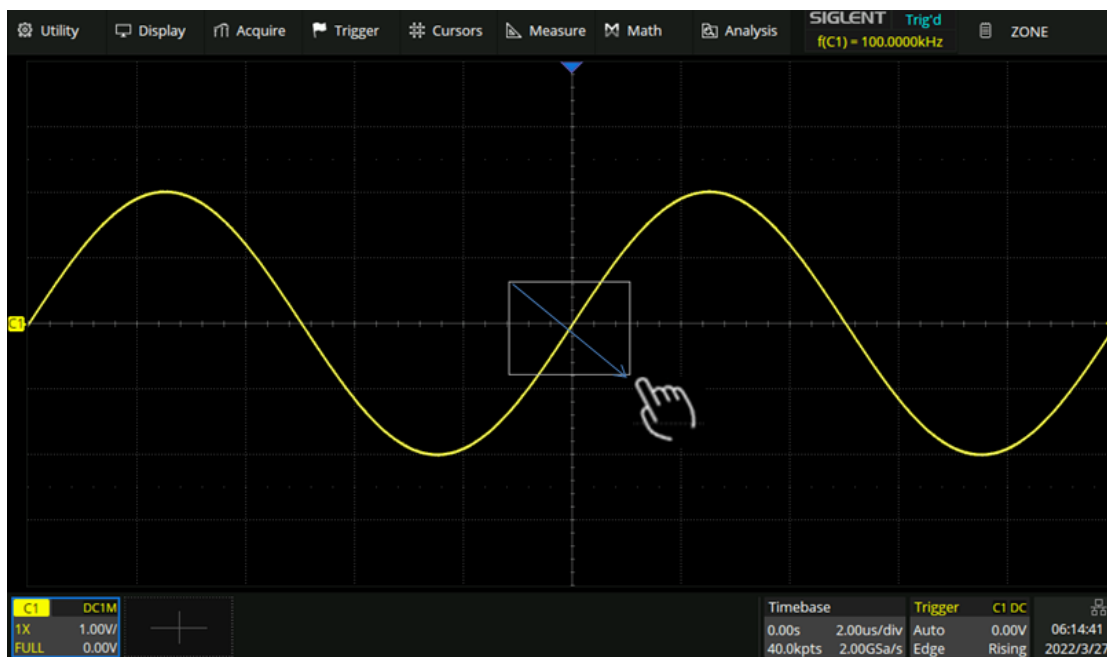 Utility Display Acquire Trigger Cursors Measure Math Analysis SIGLENT Trig'd ZONE
f(C1) = 100.0000kHz
C1
C1 DC1M
1X 1.00V/
FULL 0.00V
Timebase Trigger C1 DC
0.00s 2.00us/div Auto 0.00V 06:14:41
40.0kpts 2.00GSa/s Edge Rising 2022/3/27